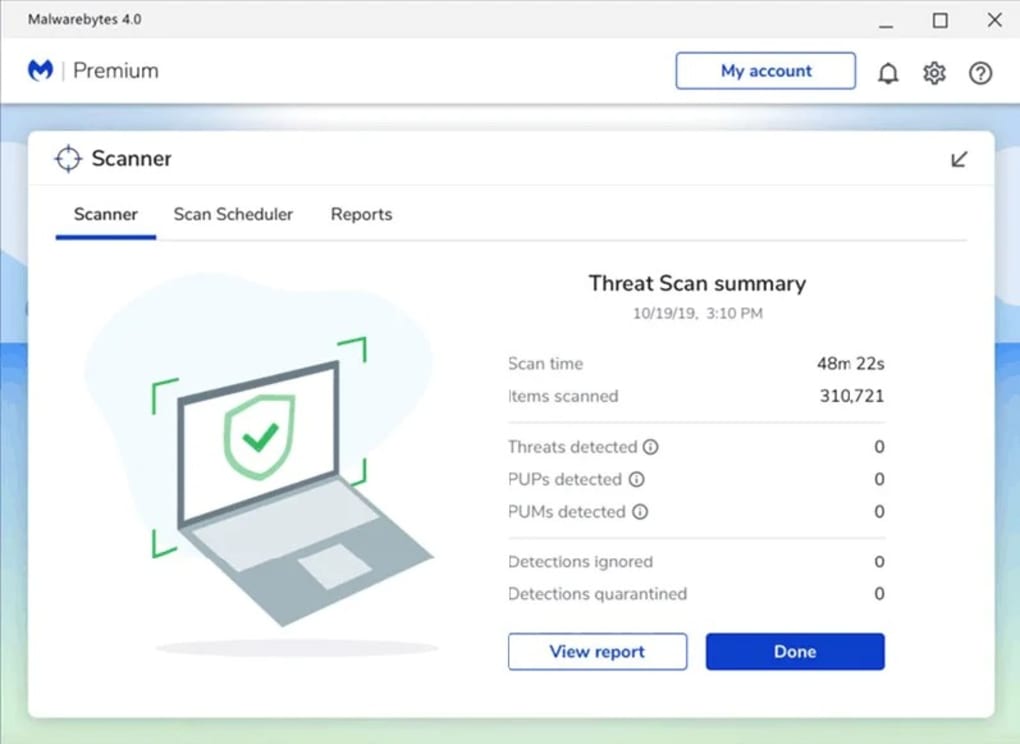 Malwarebytes 4.0
Premium
My account
Scanner
Scanner Scan Scheduler Reports
Threat Scan summary
10/19/19, 3:10 PM
Scan time 48m 22s
Items scanned 310,721
Threats detected 0
PUPs detected 0
PUMs detected 0
Detections ignored 0
Detections quarantined 0
View report Done